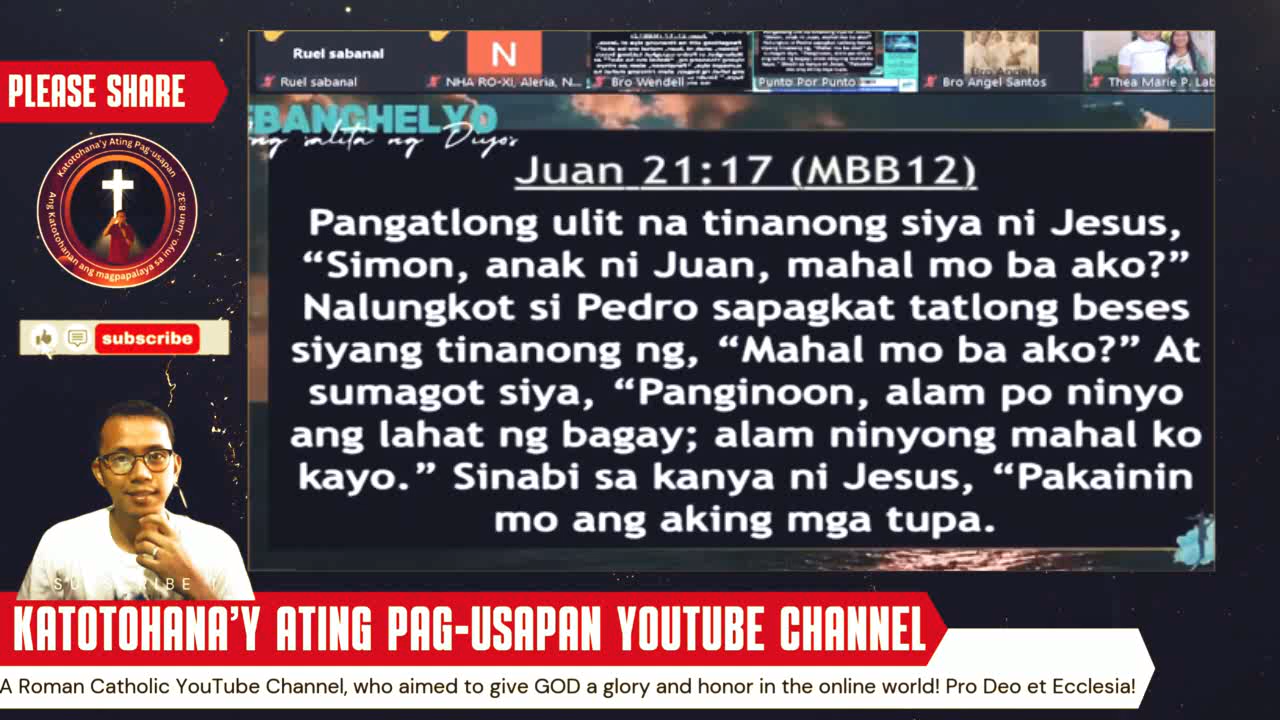 PLEASE SHARE
Katotohana'y Ating Pag-usapan
Ang Katotohanan ang magpapalaya sa inyo. Juan 8:32
subscribe
Ruel sabanal
Ruel sabanal
N
NHA RO-XI, Aleria, N...
Bro Wendell
Punto Por Punto
Bro Angel Santos
Thea Marie P. Lab
EBANGHELYO
ng salita ng Diyos
Juan 21:17 (MBB12)
Pangatlong ulit na tinanong siya ni Jesus,
“Simon, anak ni Juan, mahal mo ba ako?”
Nalungkot si Pedro sapagkat tatlong beses
siyang tinanong ng, “Mahal mo ba ako?” At
sumagot siya, “Panginoon, alam po ninyo
ang lahat ng bagay; alam ninyong mahal ko
kayo.” Sinabi sa kanya ni Jesus, “Pakainin
mo ang aking mga tupa.
KATOTOHANA'Y ATING PAG-USAPAN YOUTUBE CHANNEL
A Roman Catholic YouTube Channel, who aimed to give GOD a glory and honor in the online world! Pro Deo et Ecclesia!